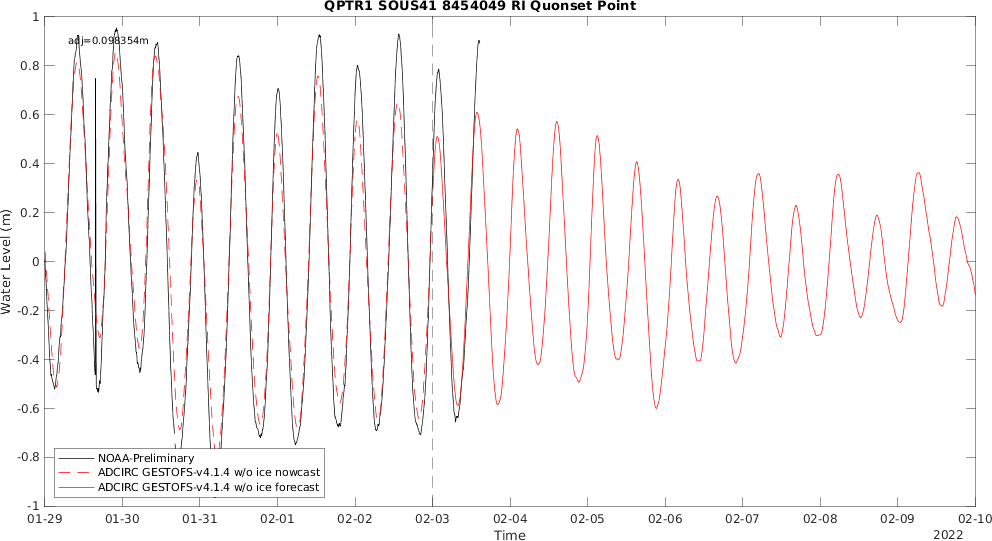 QPTR1 SOUS41 8454049 RI Quonset Point
adj=0.098354m
1
0.8
0.6
0.4
0.2
0
-0.2
-0.4
-0.6
-0.8
-1
Water Level (m)
NOAA-Preliminary
ADCIRC GESTOFS-v4.1.4 w/o ice nowcast
ADCIRC GESTOFS-v4.1.4 w/o ice forecast
01-29 01-30 01-31 02-01 02-02 02-03 02-04 02-05 02-06 02-07 02-08 02-09 02-10
Time
2022